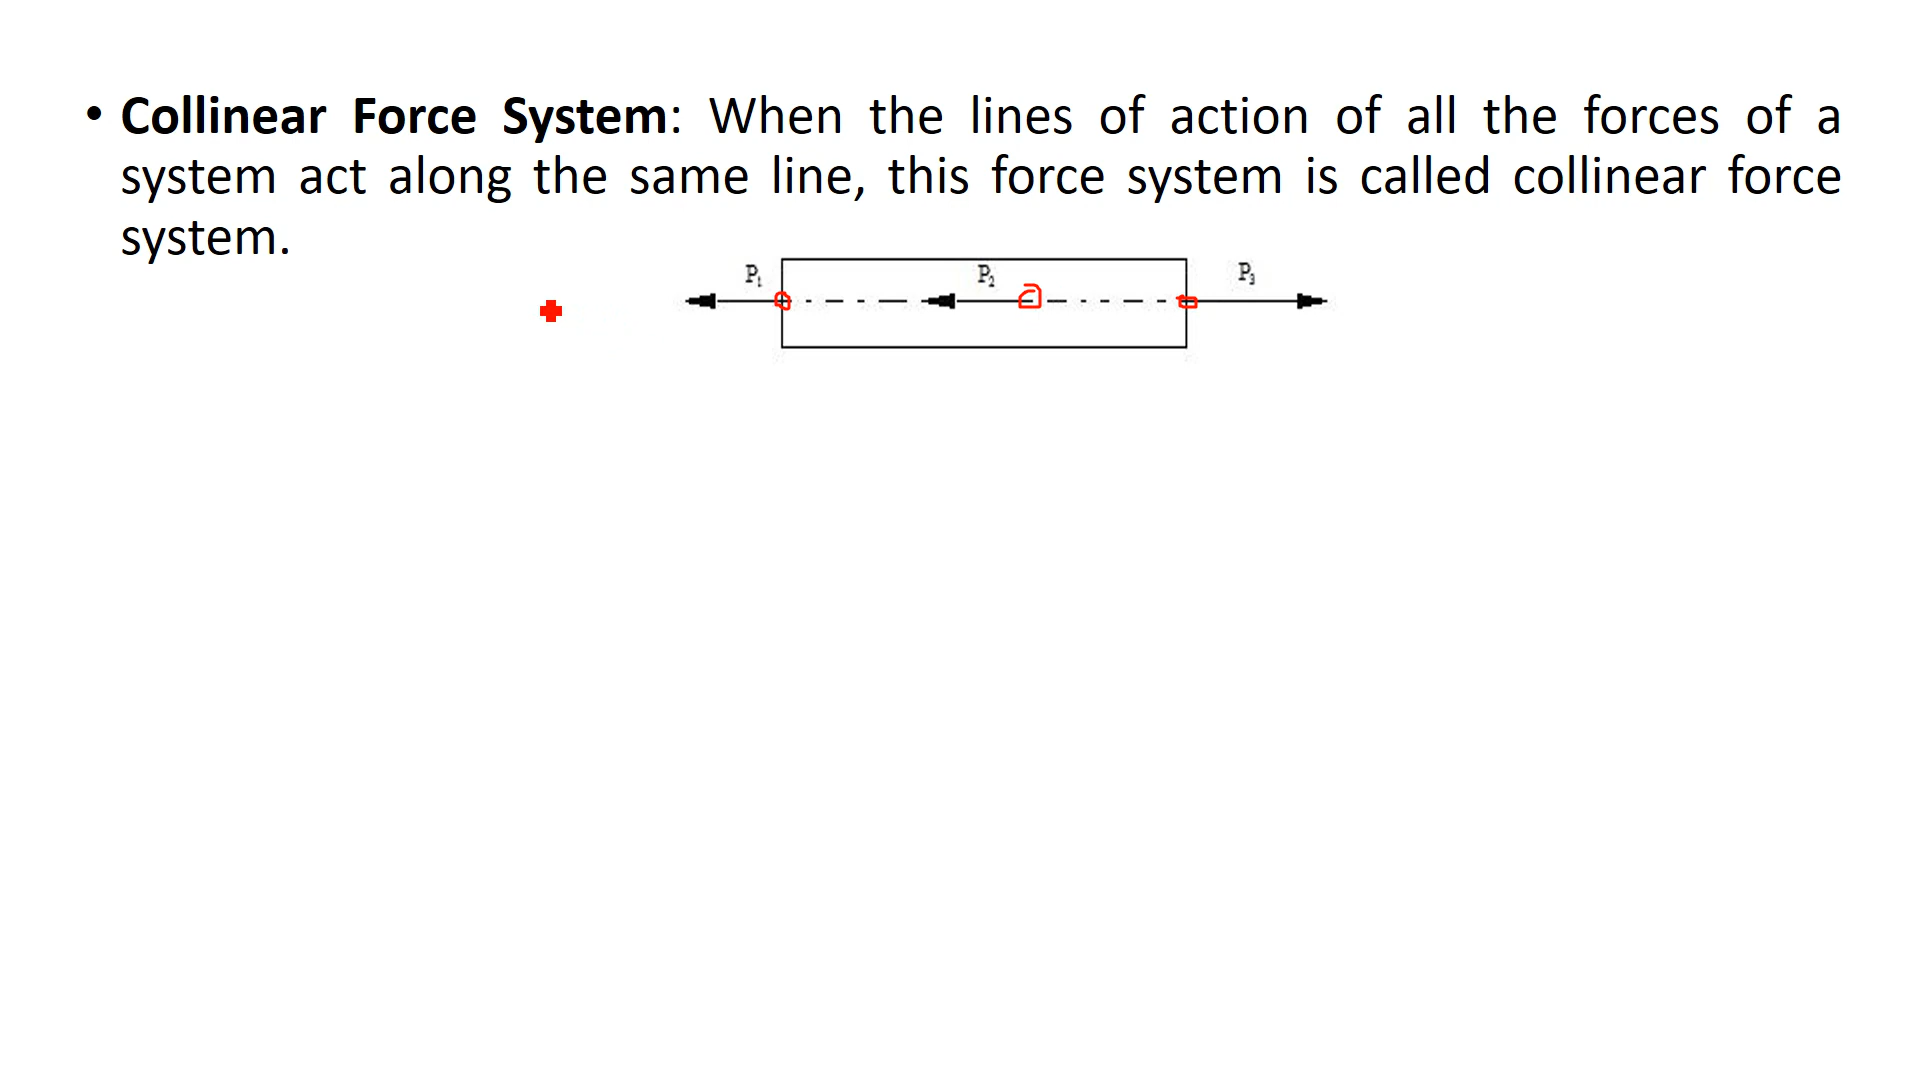 • Collinear Force System: When the lines of action of all the forces of a
system act along the same line, this force system is called collinear force
system.
P₁ P₂ P₃